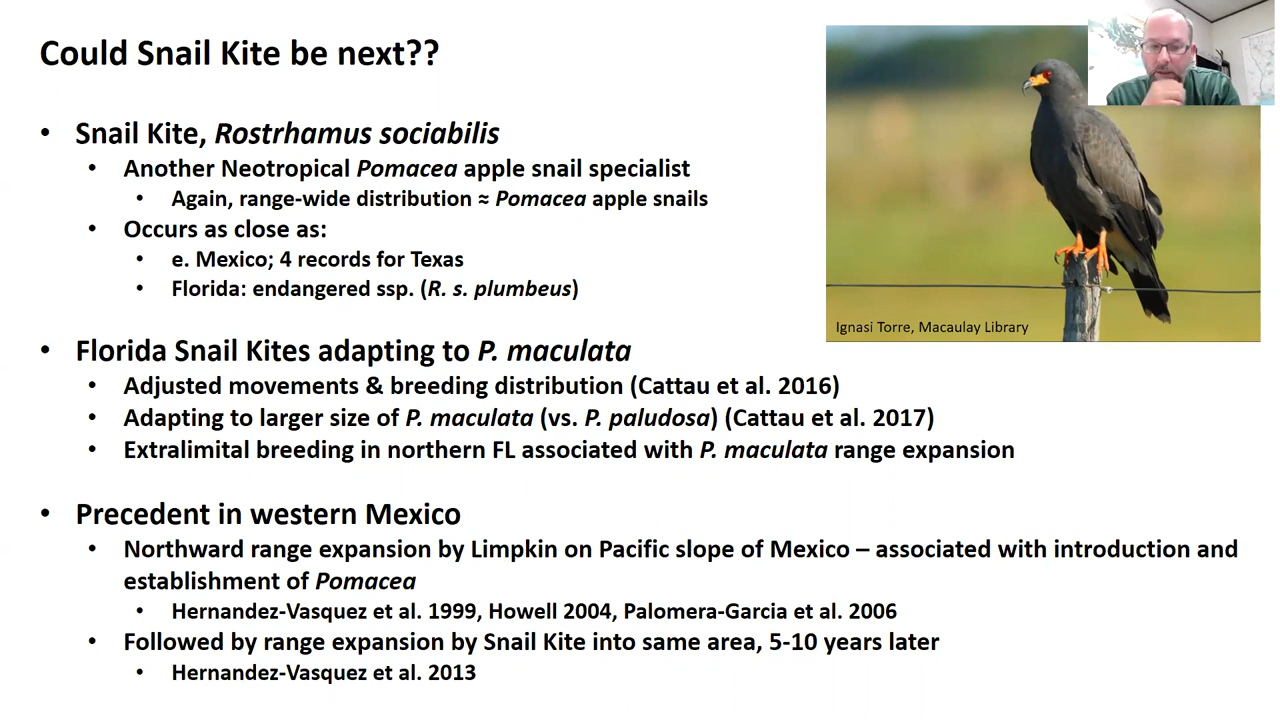 Could Snail Kite be next??
• Snail Kite, Rostrhamus sociabilis
• Another Neotropical Pomacea apple snail specialist
• Again, range-wide distribution ≈ Pomacea apple snails
• Occurs as close as:
• e. Mexico; 4 records for Texas
• Florida: endangered ssp. (R. s. plumbeus)
Ignasi Torre, Macaulay Library
• Florida Snail Kites adapting to P. maculata
• Adjusted movements & breeding distribution (Cattau et al. 2016)
• Adapting to larger size of P. maculata (vs. P. paludosa) (Cattau et al. 2017)
• Extralimital breeding in northern FL associated with P. maculata range expansion
• Precedent in western Mexico
• Northward range expansion by Limpkin on Pacific slope of Mexico – associated with introduction and
establishment of Pomacea
• Hernandez-Vasquez et al. 1999, Howell 2004, Palomera-Garcia et al. 2006
• Followed by range expansion by Snail Kite into same area, 5-10 years later
• Hernandez-Vasquez et al. 2013